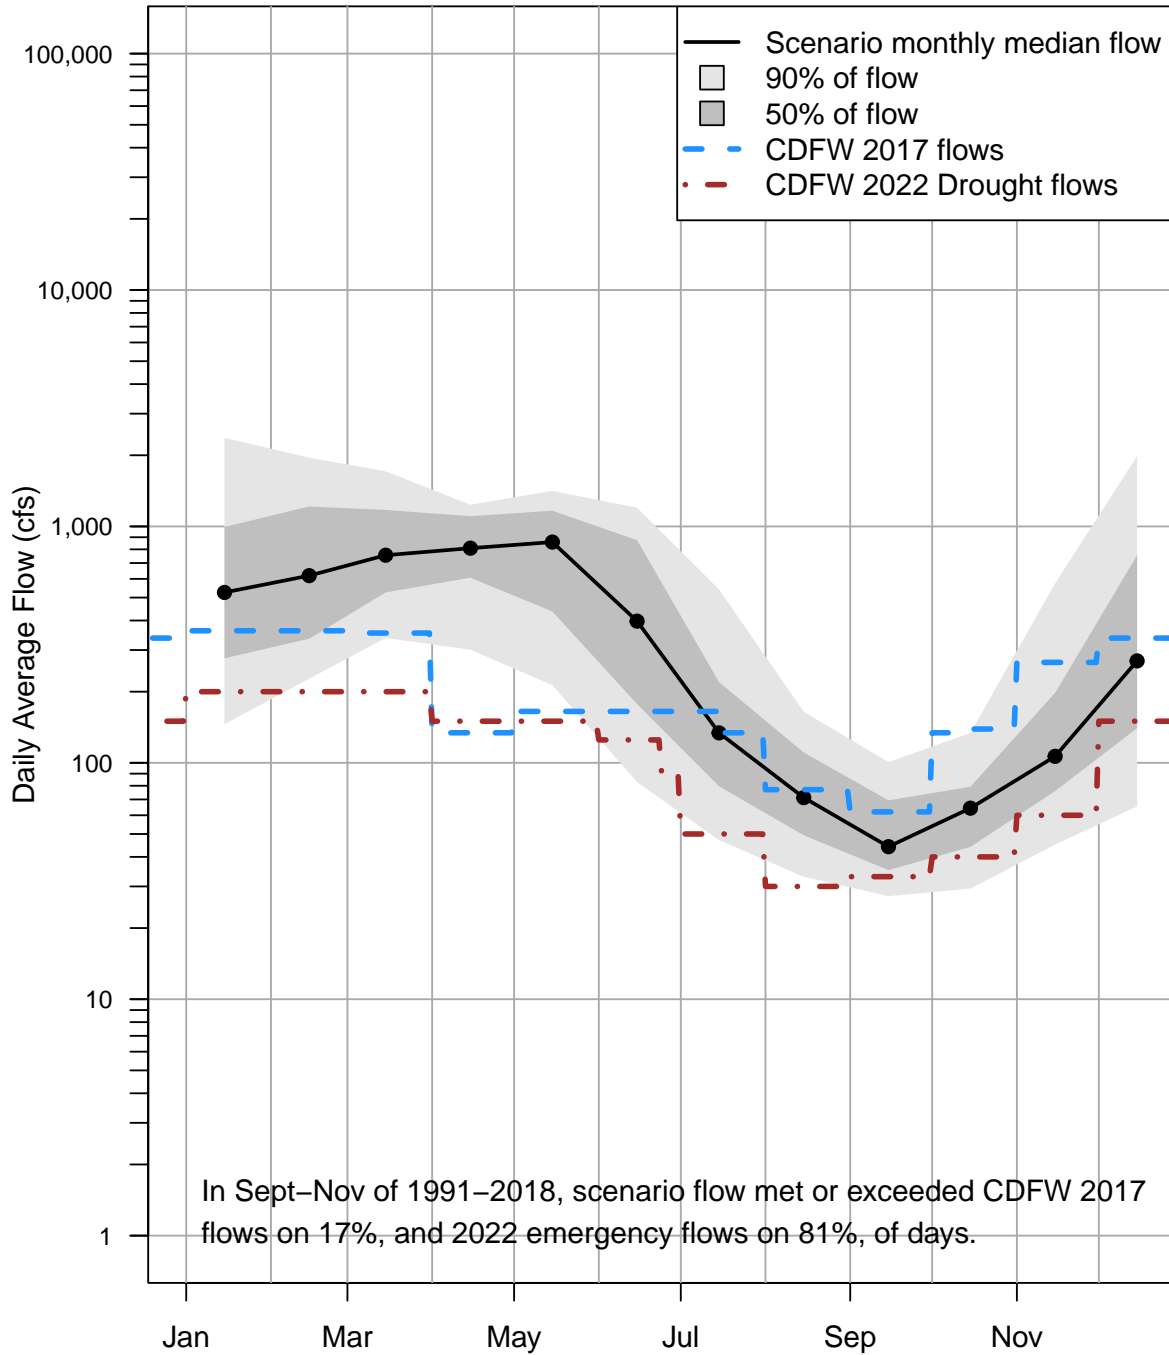 Scenario monthly median flow
90% of flow
50% of flow
CDFW 2017 flows
CDFW 2022 Drought flows
100,000
10,000
1,000
100
10
1
Daily Average Flow (cfs)
In Sept−Nov of 1991−2018, scenario flow met or exceeded CDFW 2017
flows on 17%, and 2022 emergency flows on 81%, of days.
Jan
Mar
May
Jul
Sep
Nov